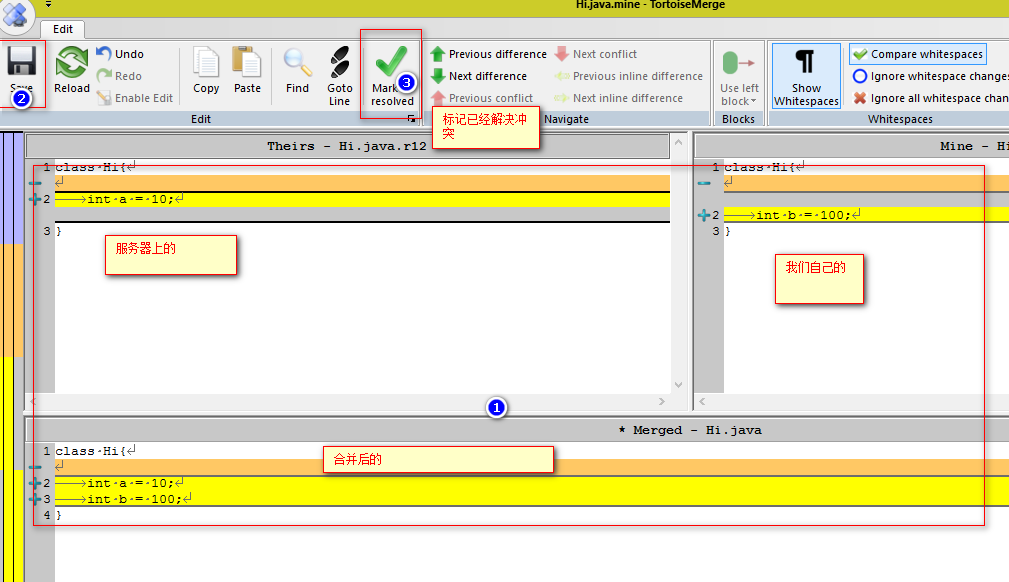 Hi.java.mine - TortoiseMerge
Edit
Save
Reload
Undo
Redo
Enable Edit
Copy
Paste
Find
Goto Line
Mark resolved
Previous difference
Next difference
Previous conflict
Next conflict
Previous inline difference
Next inline difference
Use left block
Show Whitespaces
Compare whitespaces
Ignore whitespace changes
Ignore all whitespace chan
Edit
Navigate
Blocks
Whitespaces
2
3
标记已经解决冲
突
Theirs - Hi.java.r12
1 class·Hi{
2 int·a·=·10;
3 }
服务器上的
Mine - Hi
1 class·Hi{
2 int·b·=·100;
3 }
我们自己的
1
* Merged - Hi.java
1 class·Hi{
2 int·a·=·10;
3 int·b·=·100;
4 }
合并后的